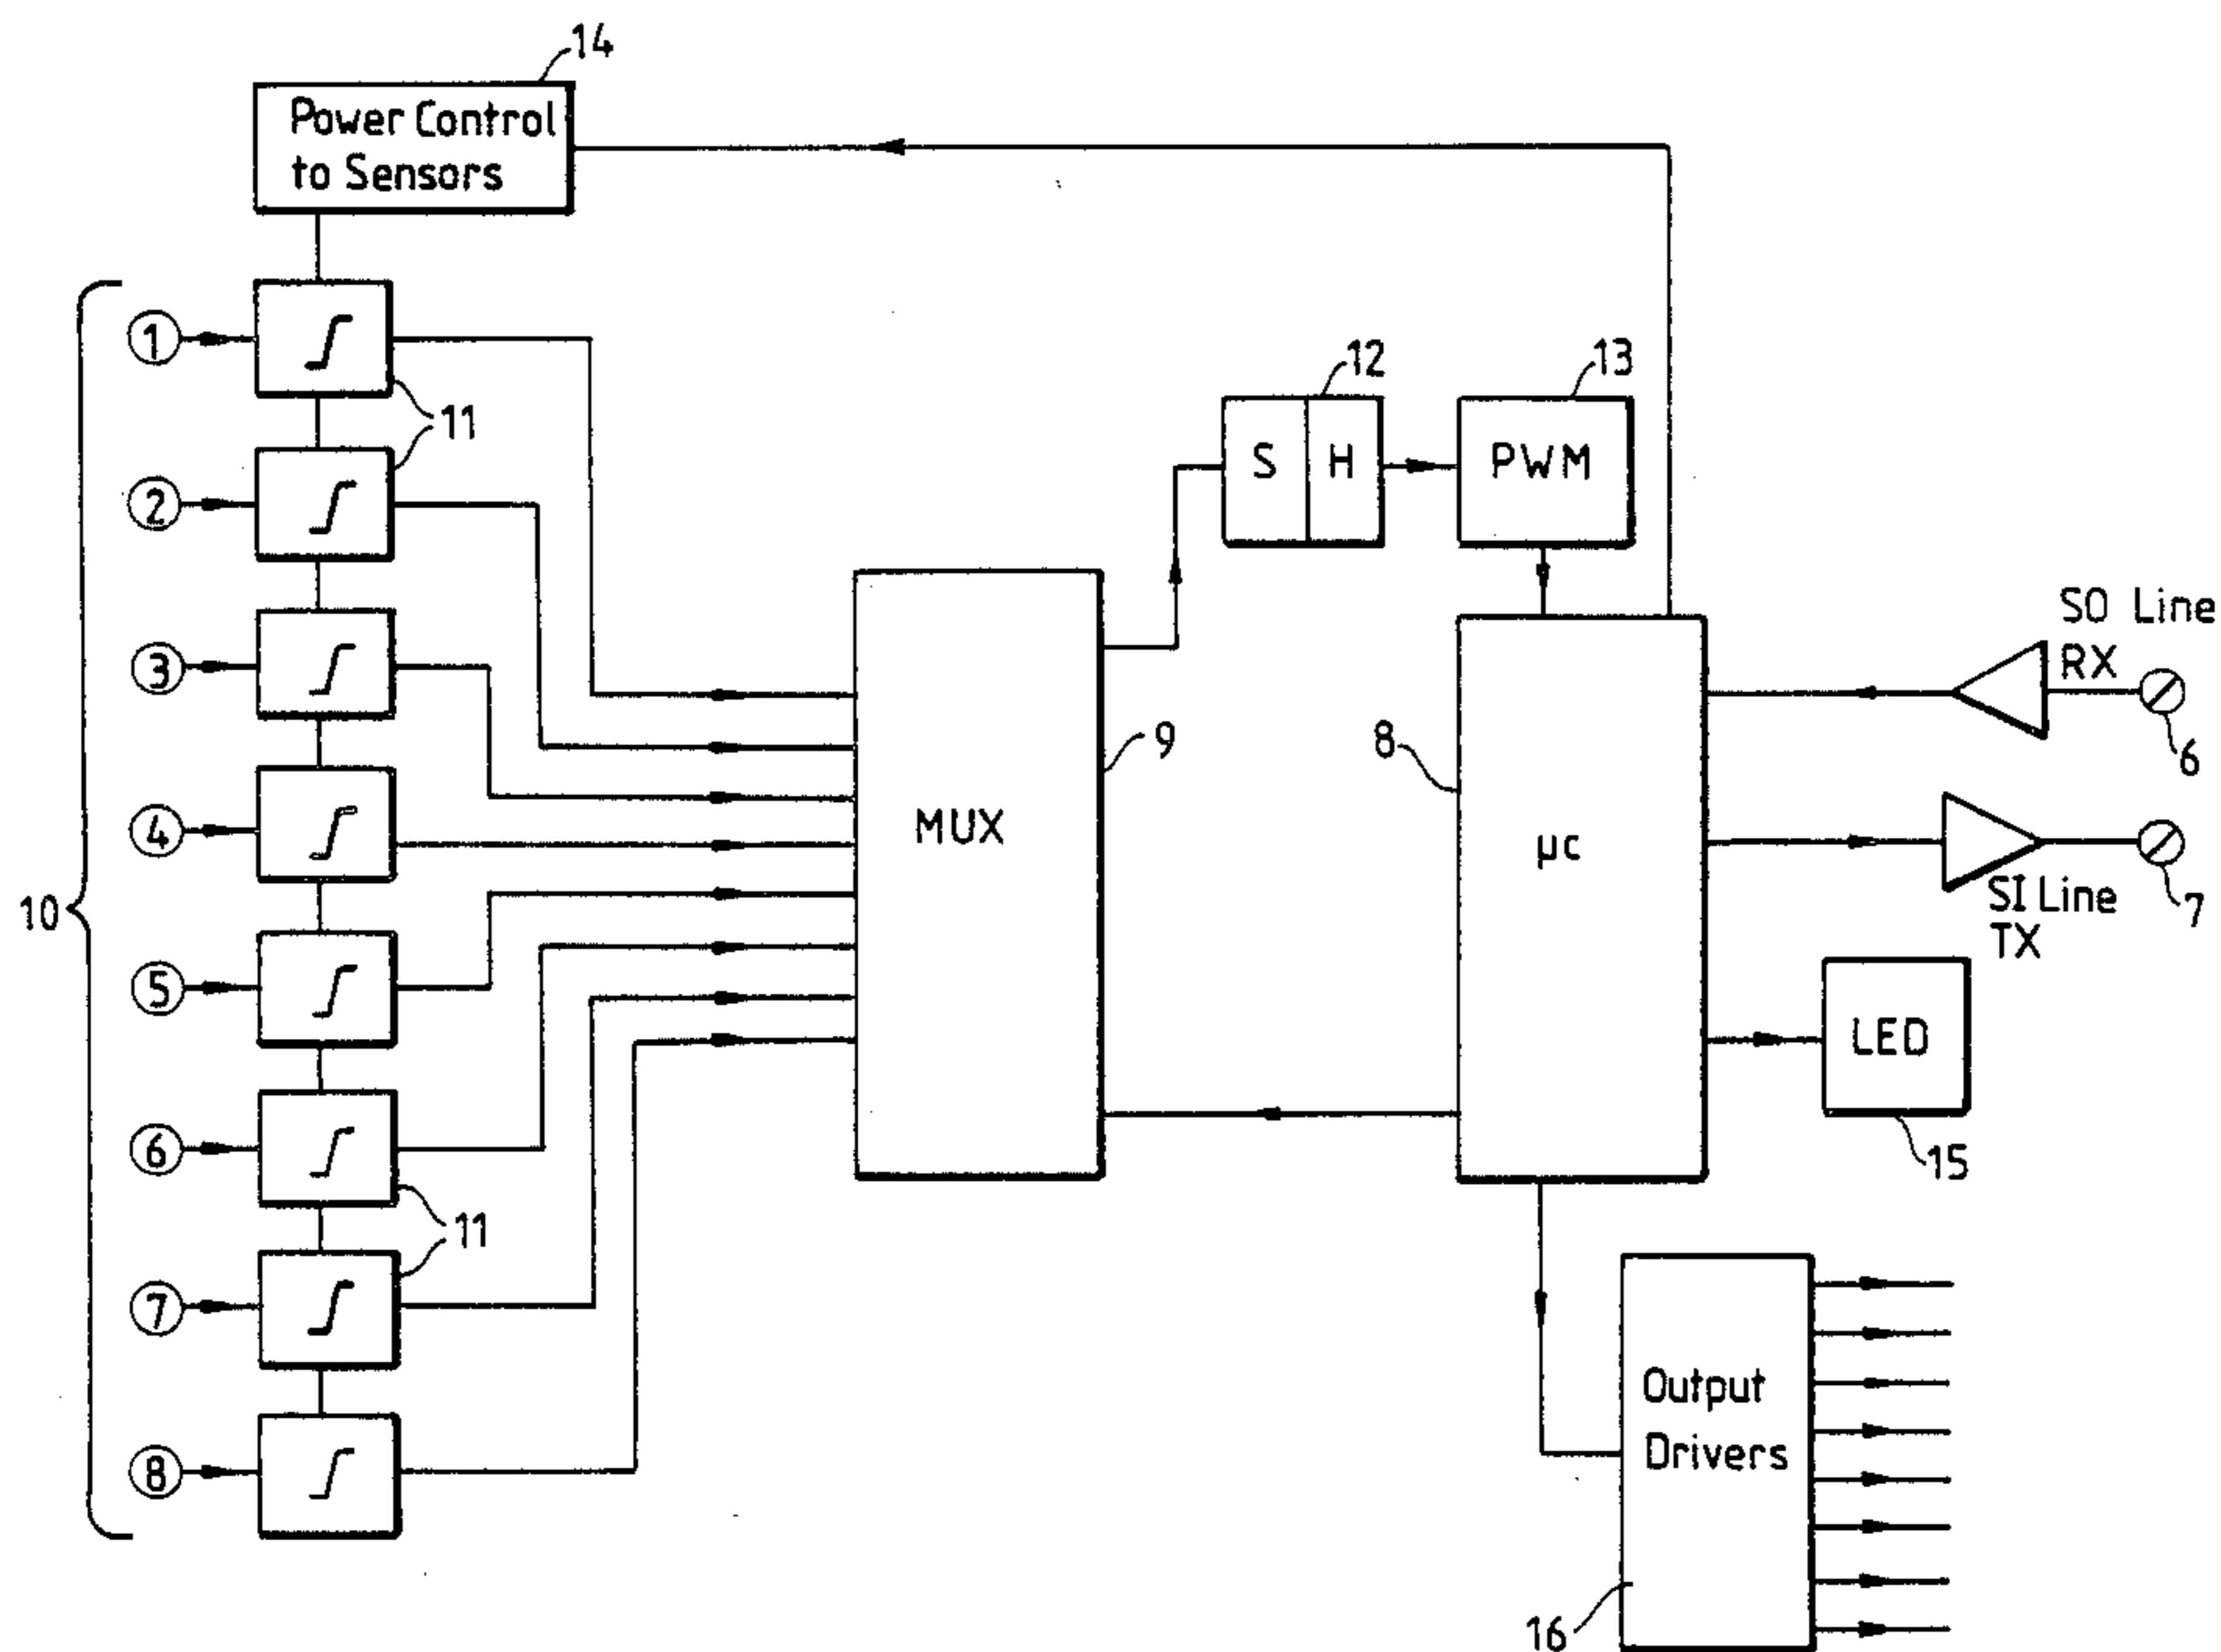 14
Power Control
to Sensors
1
11
2
3
4
10
5
6
11
7
8
MUX
9
12
S H
13
PWM
8
µc
SO Line
RX
6
SI Line
TX
7
LED
15
Output
Drivers
16